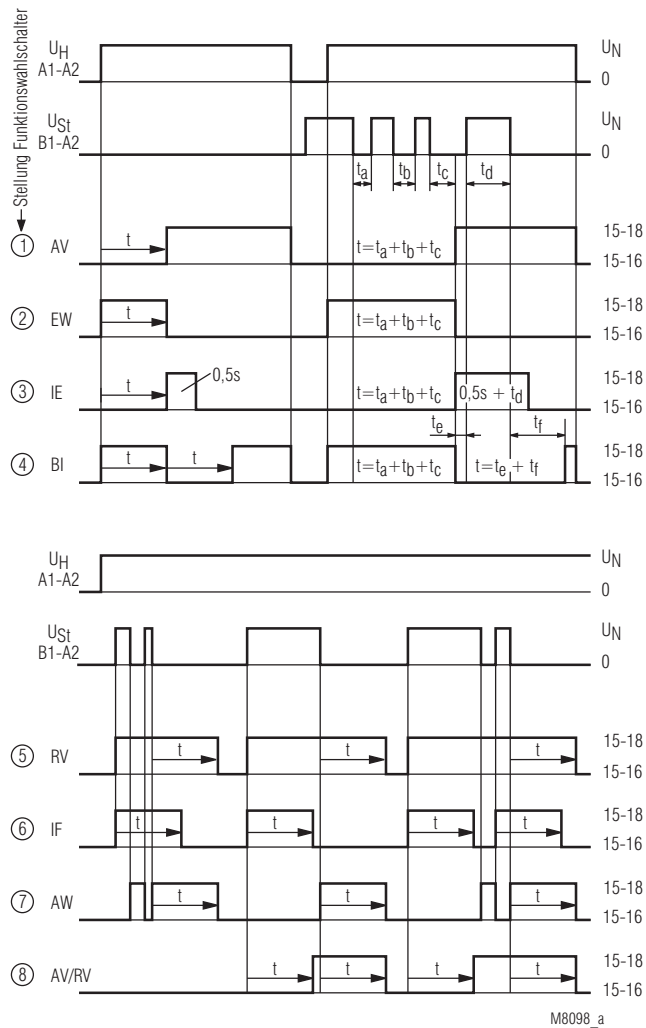 Stellung Funktionswahlschalter
UH
A1-A2
UN
0
USt
B1-A2
UN
0
ta
tb
tc
td
1 AV
t
t=ta+tb+tc
15-18
15-16
2 EW
t
t=ta+tb+tc
15-18
15-16
3 IE
t
0,5s
t=ta+tb+tc
0,5s + td
15-18
15-16
te
tf
4 BI
t
t
t=ta+tb+tc
t=te + tf
15-18
15-16
UH
A1-A2
UN
0
USt
B1-A2
UN
0
5 RV
t
t
t
15-18
15-16
6 IF
t
t
t
t
15-18
15-16
7 AW
t
t
t
15-18
15-16
8 AV/RV
t
t
t
t
15-18
15-16
M8098_a